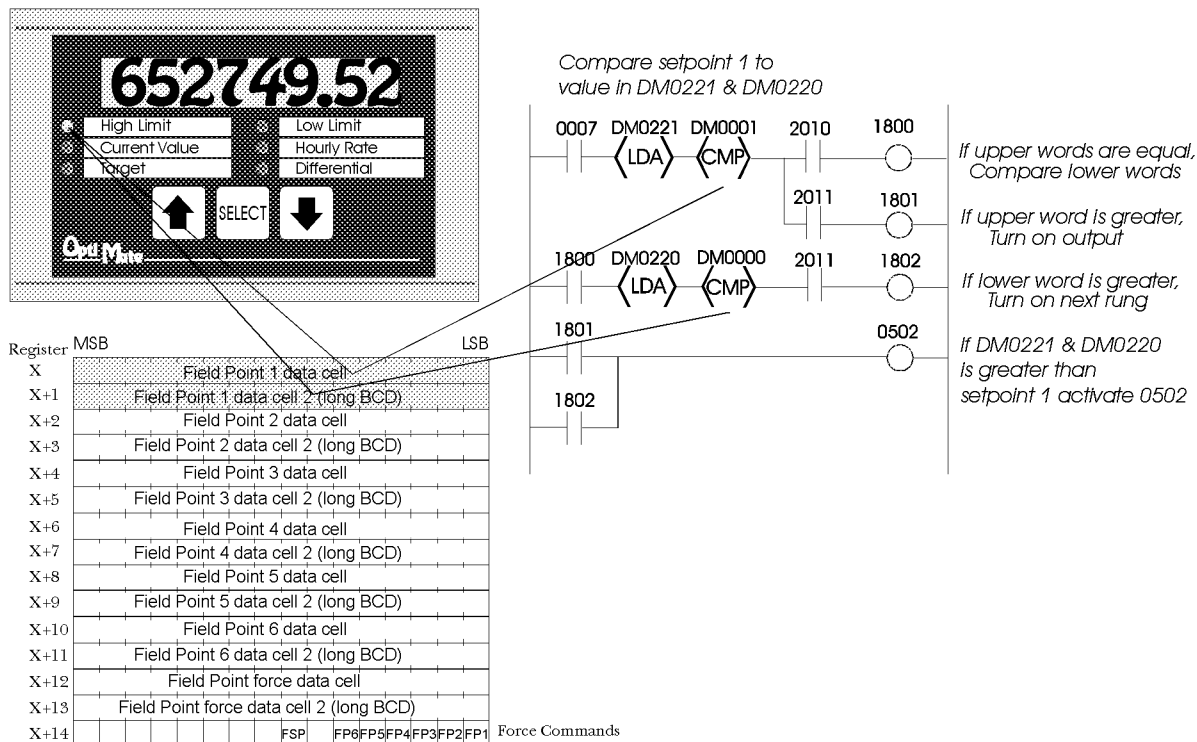 652749.52
High Limit
Low Limit
Current Value
Hourly Rate
Target
Differential
SELECT
Opti Mate
Compare setpoint 1 to
value in DM0221 & DM0220
0007 DM0221 DM0001 2010 1800
LDA CMP
If upper words are equal,
Compare lower words
2011 1801
If upper word is greater,
Turn on output
1800 DM0220 DM0000 2011 1802
LDA CMP
If lower word is greater,
Turn on next rung
1801 0502
If DM0221 & DM0220
is greater than
setpoint 1 activate 0502
1802
Register MSB LSB
X Field Point 1 data cell
X+1 Field Point 1 data cell 2 (long BCD)
X+2 Field Point 2 data cell
X+3 Field Point 2 data cell 2 (long BCD)
X+4 Field Point 3 data cell
X+5 Field Point 3 data cell 2 (long BCD)
X+6 Field Point 4 data cell
X+7 Field Point 4 data cell 2 (long BCD)
X+8 Field Point 5 data cell
X+9 Field Point 5 data cell 2 (long BCD)
X+10 Field Point 6 data cell
X+11 Field Point 6 data cell 2 (long BCD)
X+12 Field Point force data cell
X+13 Field Point force data cell 2 (long BCD)
X+14 FSP FP6 FP5 FP4 FP3 FP2 FP1 Force Commands